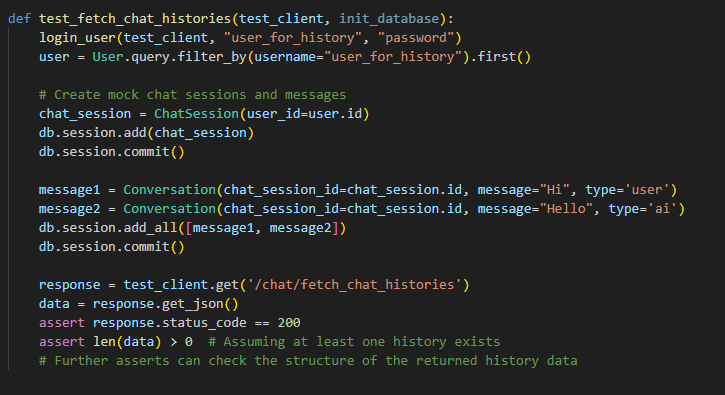 def test_fetch_chat_histories(test_client, init_database):
    login_user(test_client, "user_for_history", "password")
    user = User.query.filter_by(username="user_for_history").first()

    # Create mock chat sessions and messages
    chat_session = ChatSession(user_id=user.id)
    db.session.add(chat_session)
    db.session.commit()

    message1 = Conversation(chat_session_id=chat_session.id, message="Hi", type='user')
    message2 = Conversation(chat_session_id=chat_session.id, message="Hello", type='ai')
    db.session.add_all([message1, message2])
    db.session.commit()

    response = test_client.get('/chat/fetch_chat_histories')
    data = response.get_json()
    assert response.status_code == 200
    assert len(data) > 0  # Assuming at least one history exists
    # Further asserts can check the structure of the returned history data